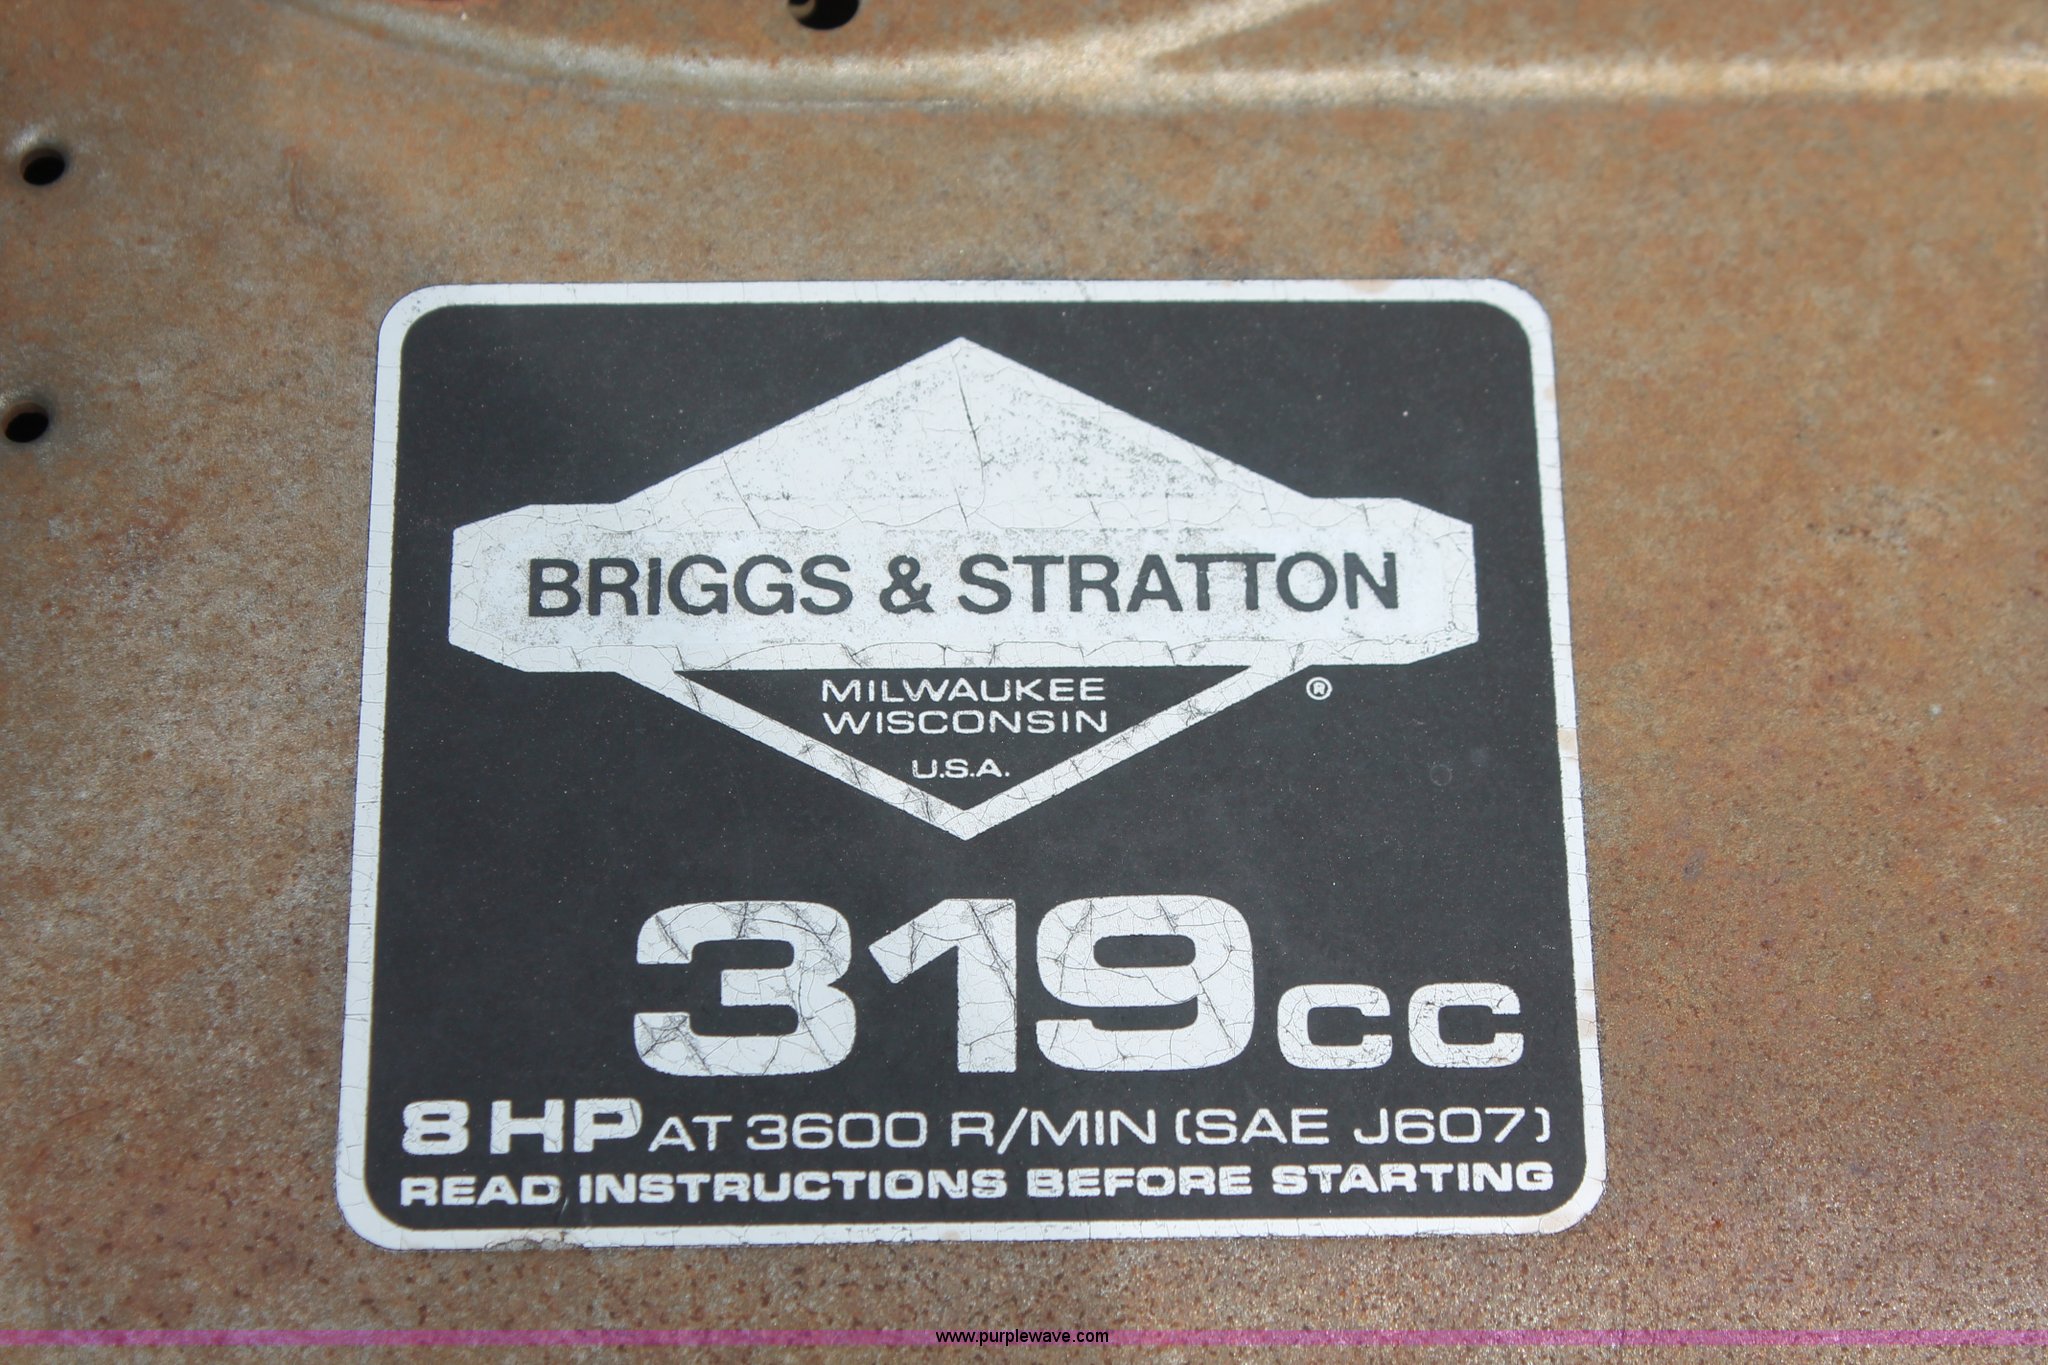 BRIGGS & STRATTON
MILWAUKEE
WISCONSIN
U.S.A.
®
319cc
8 HP AT 3600 R/MIN (SAE J607)
READ INSTRUCTIONS BEFORE STARTING
www.purplewave.com